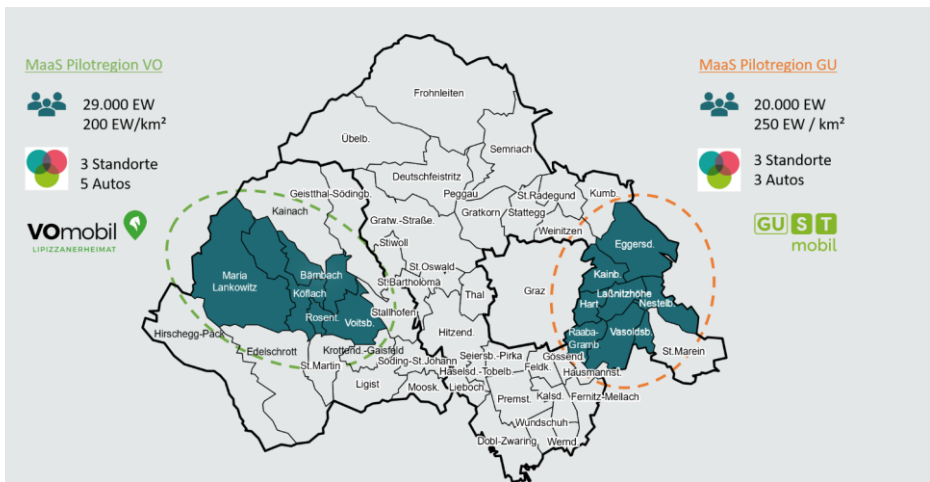 MaaS Pilotregion VO
29.000 EW
200 EW/km²
3 Standorte
5 Autos
VOmobil
LIPIZZANERHEIMAT
MaaS Pilotregion GU
20.000 EW
250 EW / km²
3 Standorte
3 Autos
GUST
mobil
Frohnleiten
Übelb.
Semriach
Deutschfeistritz
Peggau
St.Radegund
Kumb.
Geistthal-Södingb.
Kainach
Gratw.-Straße.
Gratkorn
Stattegg
Weinitzen
Stiwoll
Eggersd.
St.Oswald
Maria
Lankowitz
Bärnbach
St.Bartholomä
Kainb.
Köflach
Thal
Graz
Laßnitzhöhe
Nestelb.
Hart
Rosent.
Voitsb.
Stallhofen
Hitzend.
Raaba-
Gramb
Vasoldsb.
Hirschegg-Pack
Edelschrott
Krottend.-Gaisfeld
St.Marein
St.Martin
Söding-St.Johann
Seiersb.-Pirka
Gössend.
Haselsd.-Tobelb.
Feldk.
Hausmannst.
Ligist
Moosk.
Lieboch
Premst.
Kalsd.
Fernitz-Mellach
Wundschuh
Dobl-Zwaring
Wernd.